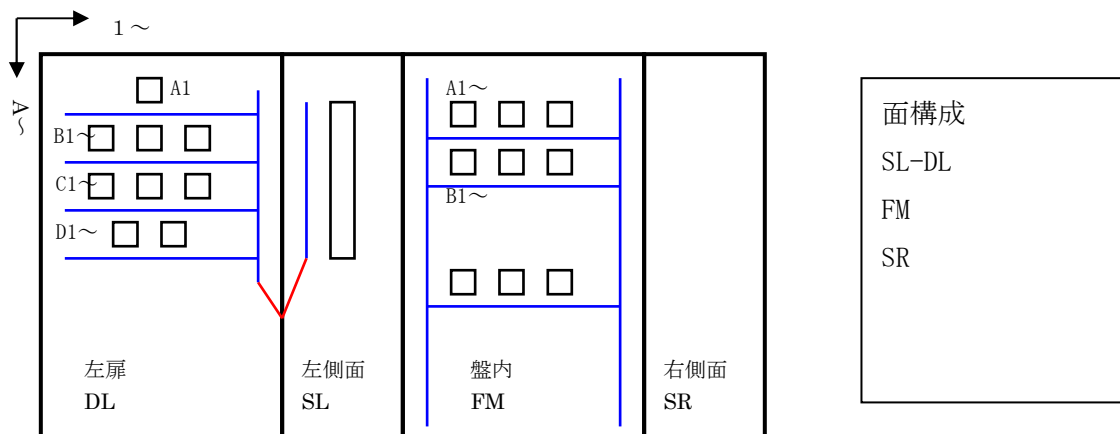 1～
A～
A1
B1～
C1～
D1～
A1～
B1～
左扉
DL
左側面
SL
盤内
FM
右側面
SR
面構成
SL-DL
FM
SR